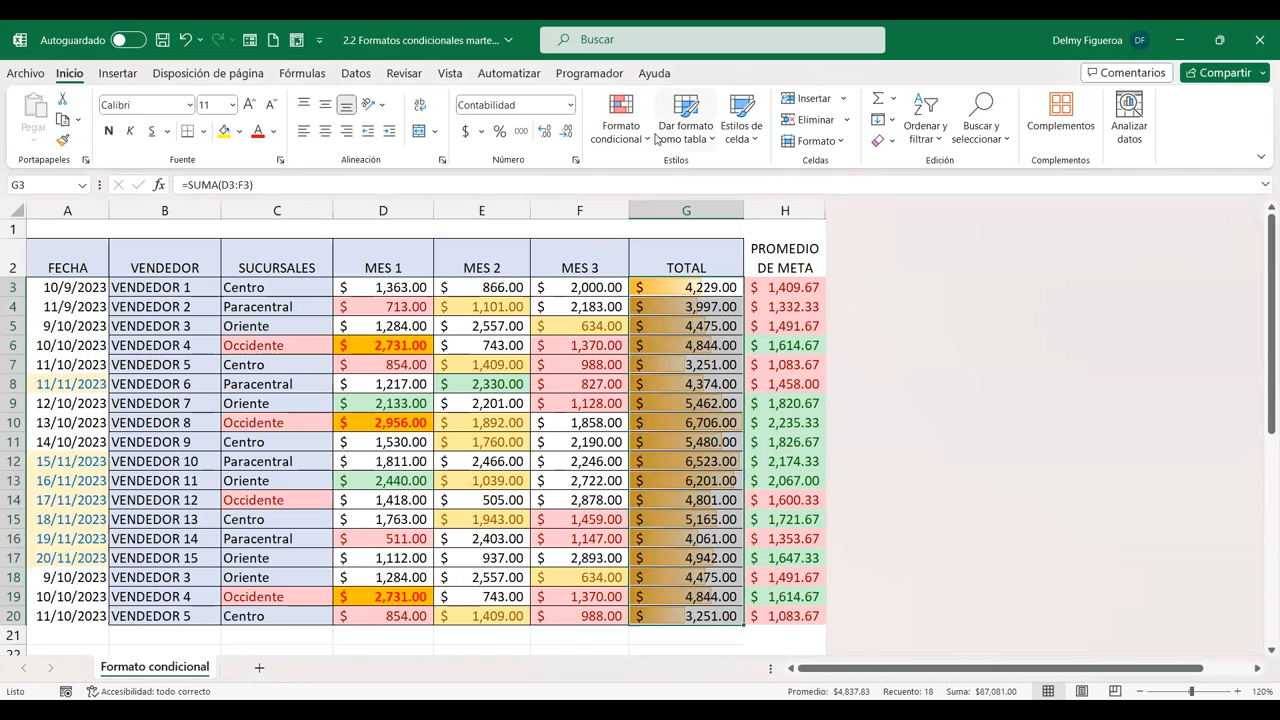 Autoguardado 2.2 Formatos condicionales marte... Buscar Delmy Figueroa DF
Archivo Inicio Insertar Disposición de página Fórmulas Datos Revisar Vista Automatizar Programador Ayuda Comentarios Compartir
Pegar Calibri 11 Contabilidad Formato condicional Dar formato como tabla Estilos de celda Insertar Eliminar Formato Ordenar y filtrar Buscar y seleccionar Complementos Analizar datos
N K S $ % 000
Portapapeles Fuente Alineación Número Estilos Celdas Edición Complementos
G3 fx =SUMA(D3:F3)
A B C D E F G H
1
2 FECHA VENDEDOR SUCURSALES MES 1 MES 2 MES 3 TOTAL PROMEDIO DE META
3 10/9/2023 VENDEDOR 1 Centro $ 1,363.00 $ 866.00 $ 2,000.00 $ 4,229.00 $ 1,409.67
4 11/9/2023 VENDEDOR 2 Paracentral $ 713.00 $ 1,101.00 $ 2,183.00 $ 3,997.00 $ 1,332.33
5 9/10/2023 VENDEDOR 3 Oriente $ 1,284.00 $ 2,557.00 $ 634.00 $ 4,475.00 $ 1,491.67
6 10/10/2023 VENDEDOR 4 Occidente $ 2,731.00 $ 743.00 $ 1,370.00 $ 4,844.00 $ 1,614.67
7 11/10/2023 VENDEDOR 5 Centro $ 854.00 $ 1,409.00 $ 988.00 $ 3,251.00 $ 1,083.67
8 11/11/2023 VENDEDOR 6 Paracentral $ 1,217.00 $ 2,330.00 $ 827.00 $ 4,374.00 $ 1,458.00
9 12/10/2023 VENDEDOR 7 Oriente $ 2,133.00 $ 2,201.00 $ 1,128.00 $ 5,462.00 $ 1,820.67
10 13/10/2023 VENDEDOR 8 Occidente $ 2,956.00 $ 1,892.00 $ 1,858.00 $ 6,706.00 $ 2,235.33
11 14/10/2023 VENDEDOR 9 Centro $ 1,530.00 $ 1,760.00 $ 2,190.00 $ 5,480.00 $ 1,826.67
12 15/11/2023 VENDEDOR 10 Paracentral $ 1,811.00 $ 2,466.00 $ 2,246.00 $ 6,523.00 $ 2,174.33
13 16/11/2023 VENDEDOR 11 Oriente $ 2,440.00 $ 1,039.00 $ 2,722.00 $ 6,201.00 $ 2,067.00
14 17/11/2023 VENDEDOR 12 Occidente $ 1,418.00 $ 505.00 $ 2,878.00 $ 4,801.00 $ 1,600.33
15 18/11/2023 VENDEDOR 13 Centro $ 1,763.00 $ 1,943.00 $ 1,459.00 $ 5,165.00 $ 1,721.67
16 19/11/2023 VENDEDOR 14 Paracentral $ 511.00 $ 2,403.00 $ 1,147.00 $ 4,061.00 $ 1,353.67
17 20/11/2023 VENDEDOR 15 Oriente $ 1,112.00 $ 937.00 $ 2,893.00 $ 4,942.00 $ 1,647.33
18 9/10/2023 VENDEDOR 3 Oriente $ 1,284.00 $ 2,557.00 $ 634.00 $ 4,475.00 $ 1,491.67
19 10/10/2023 VENDEDOR 4 Occidente $ 2,731.00 $ 743.00 $ 1,370.00 $ 4,844.00 $ 1,614.67
20 11/10/2023 VENDEDOR 5 Centro $ 854.00 $ 1,409.00 $ 988.00 $ 3,251.00 $ 1,083.67
21
22
Formato condicional
Listo Accesibilidad: todo correcto Promedio: $4,837.83 Recuento: 18 Suma: $87,081.00 120%